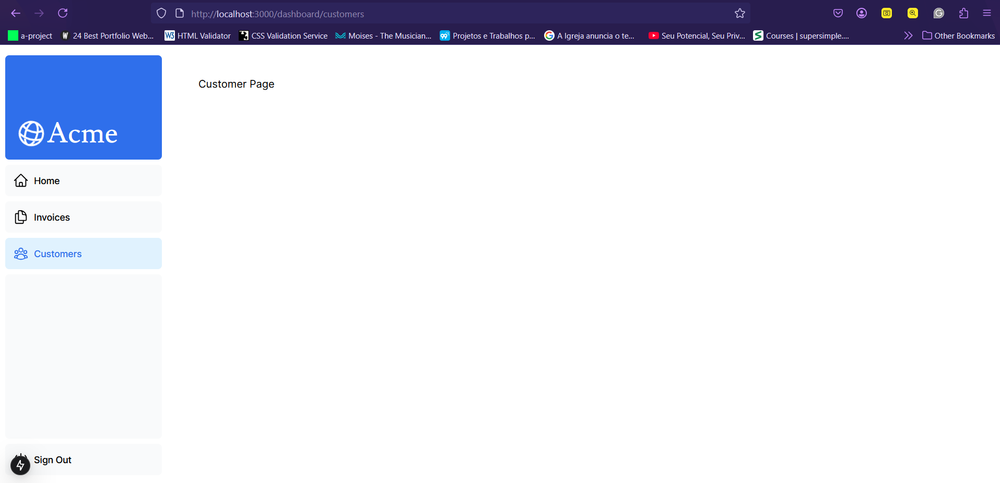 http://localhost:3000/dashboard/customers
a-project W 24 Best Portfolio Web... W3 HTML Validator CSS Validation Service Moises - The Musician... 99 Projetos e Trabalhos p... G A Igreja anuncia o te... Seu Potencial, Seu Priv... S Courses | supersimple.... Other Bookmarks
Acme
Customer Page
Home
Invoices
Customers
Sign Out